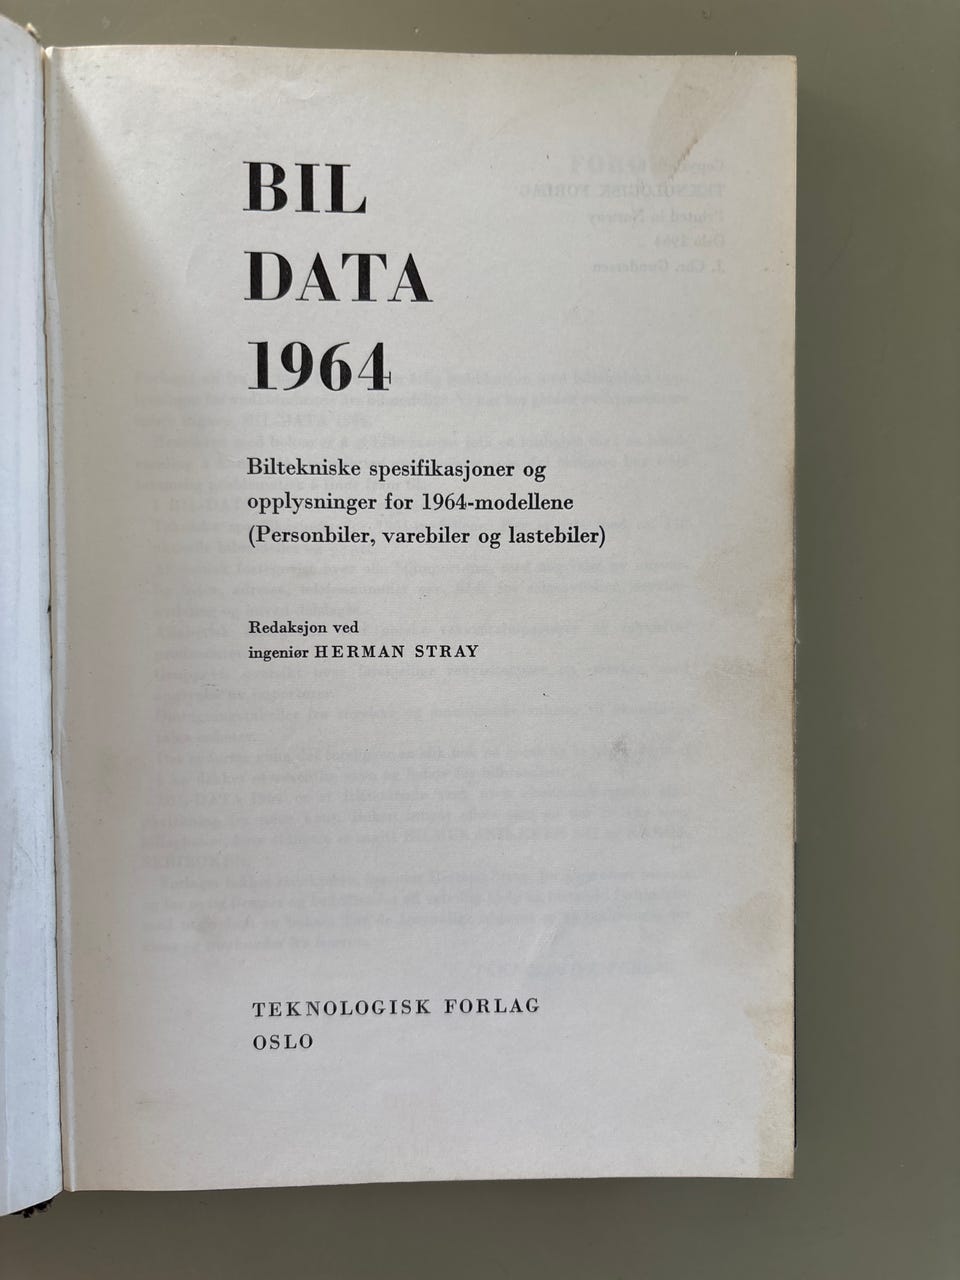 BIL
DATA
1964
Biltekniske spesifikasjoner og
opplysninger for 1964-modellene
(Personbiler, varebiler og lastebiler)
Redaksjon ved
ingeniør HERMAN STRAY
TEKNOLOGISK FORLAG
OSLO